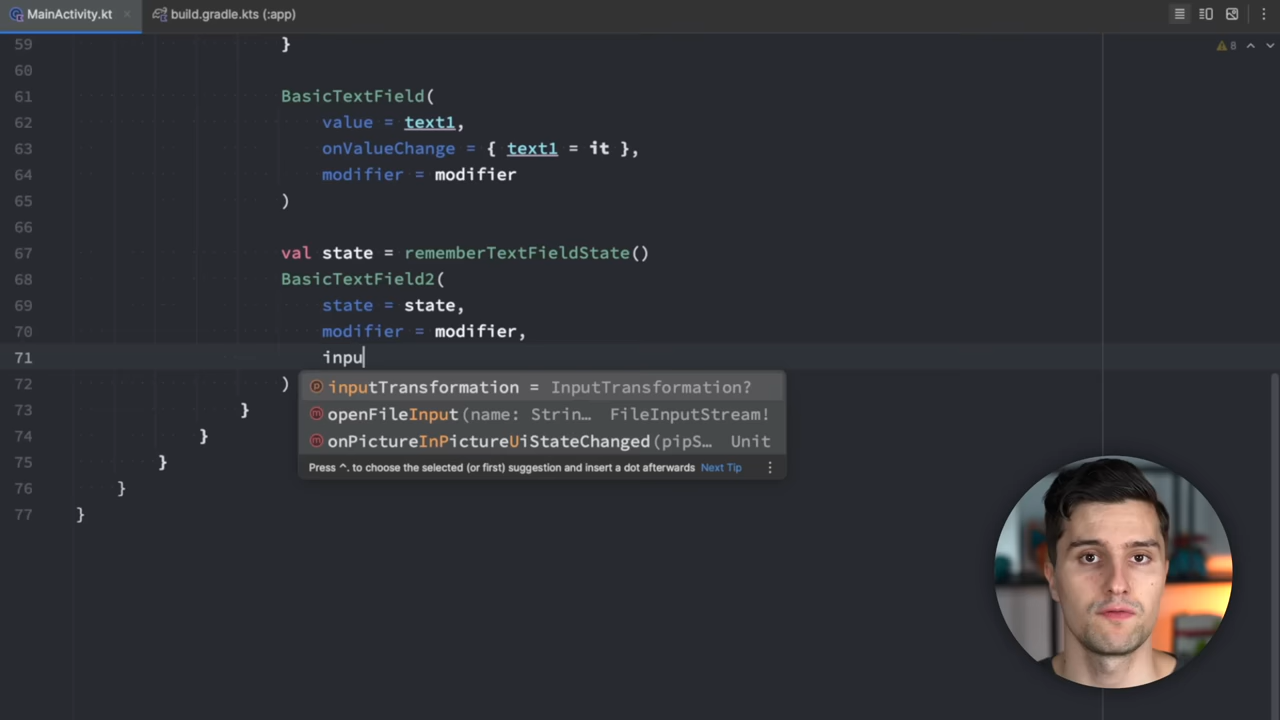 MainActivity.kt
build.gradle.kts (:app)
8
59 }
60
61 BasicTextField(
62 value = text1,
63 onValueChange = { text1 = it },
64 modifier = modifier
65 )
66
67 val state = rememberTextFieldState()
68 BasicTextField2(
69 state = state,
70 modifier = modifier,
71 inpu
inputTransformation = InputTransformation?
72 )
openFileInput(name: Strin… FileInputStream!
73 }
74 }
onPictureInPictureUiStateChanged(pipS… Unit
75 }
Press ^. to choose the selected (or first) suggestion and insert a dot afterwards Next Tip
76 }
77 }